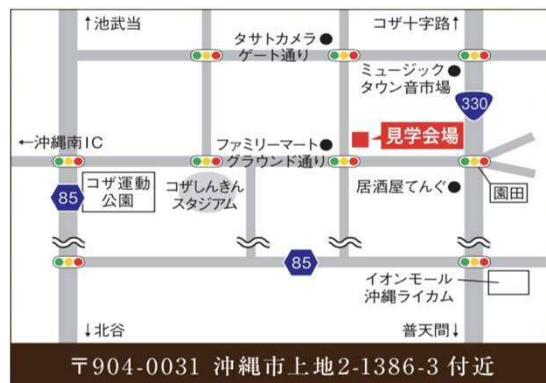 ↑池武当
コザ十字路↑
タサトカメラ
ゲート通り
ミュージック
タウン音市場
330
←沖縄南IC
ファミリーマート
グラウンド通り
見学会場
85
コザ運動
公園
コザしんきん
スタジアム
居酒屋てんぐ
園田
85
イオンモール
沖縄ライカム
↓北谷
普天間↓
〒904-0031 沖縄市上地2-1386-3 付近